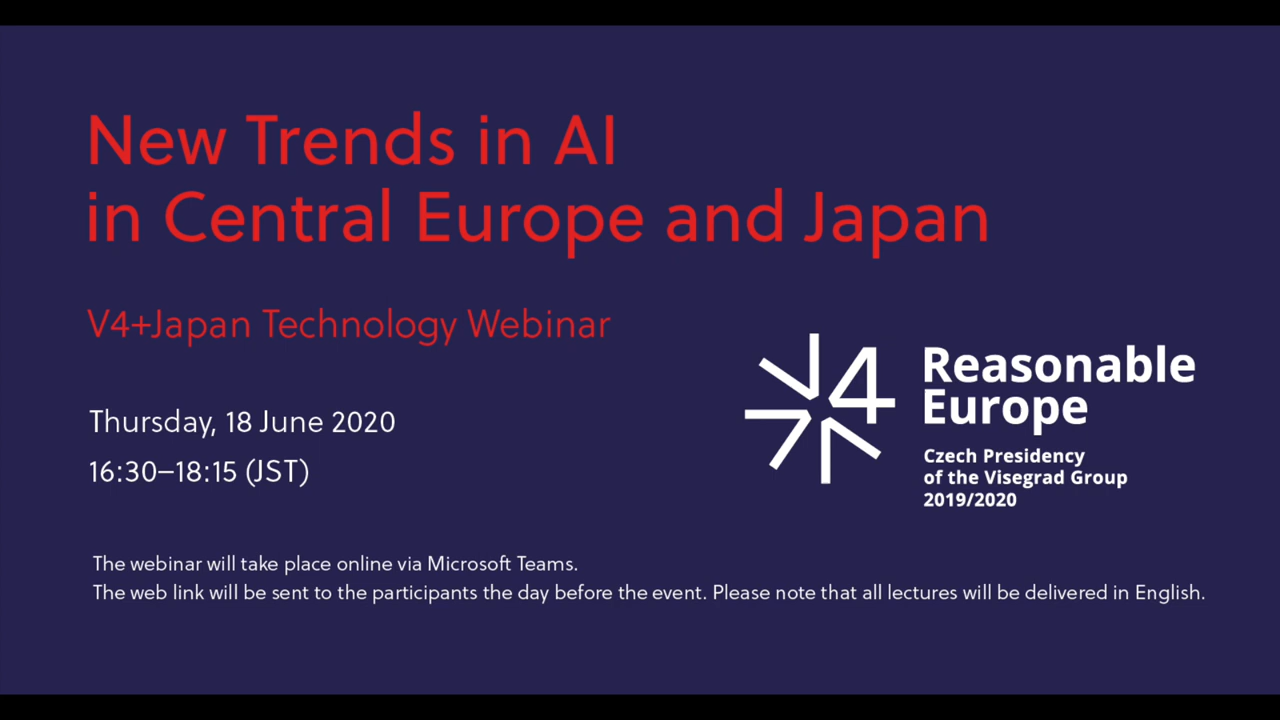 New Trends in AI
in Central Europe and Japan
V4+Japan Technology Webinar
Thursday, 18 June 2020
16:30–18:15 (JST)
V4
Reasonable
Europe
Czech Presidency
of the Visegrad Group
2019/2020
The webinar will take place online via Microsoft Teams.
The web link will be sent to the participants the day before the event. Please note that all lectures will be delivered in English.